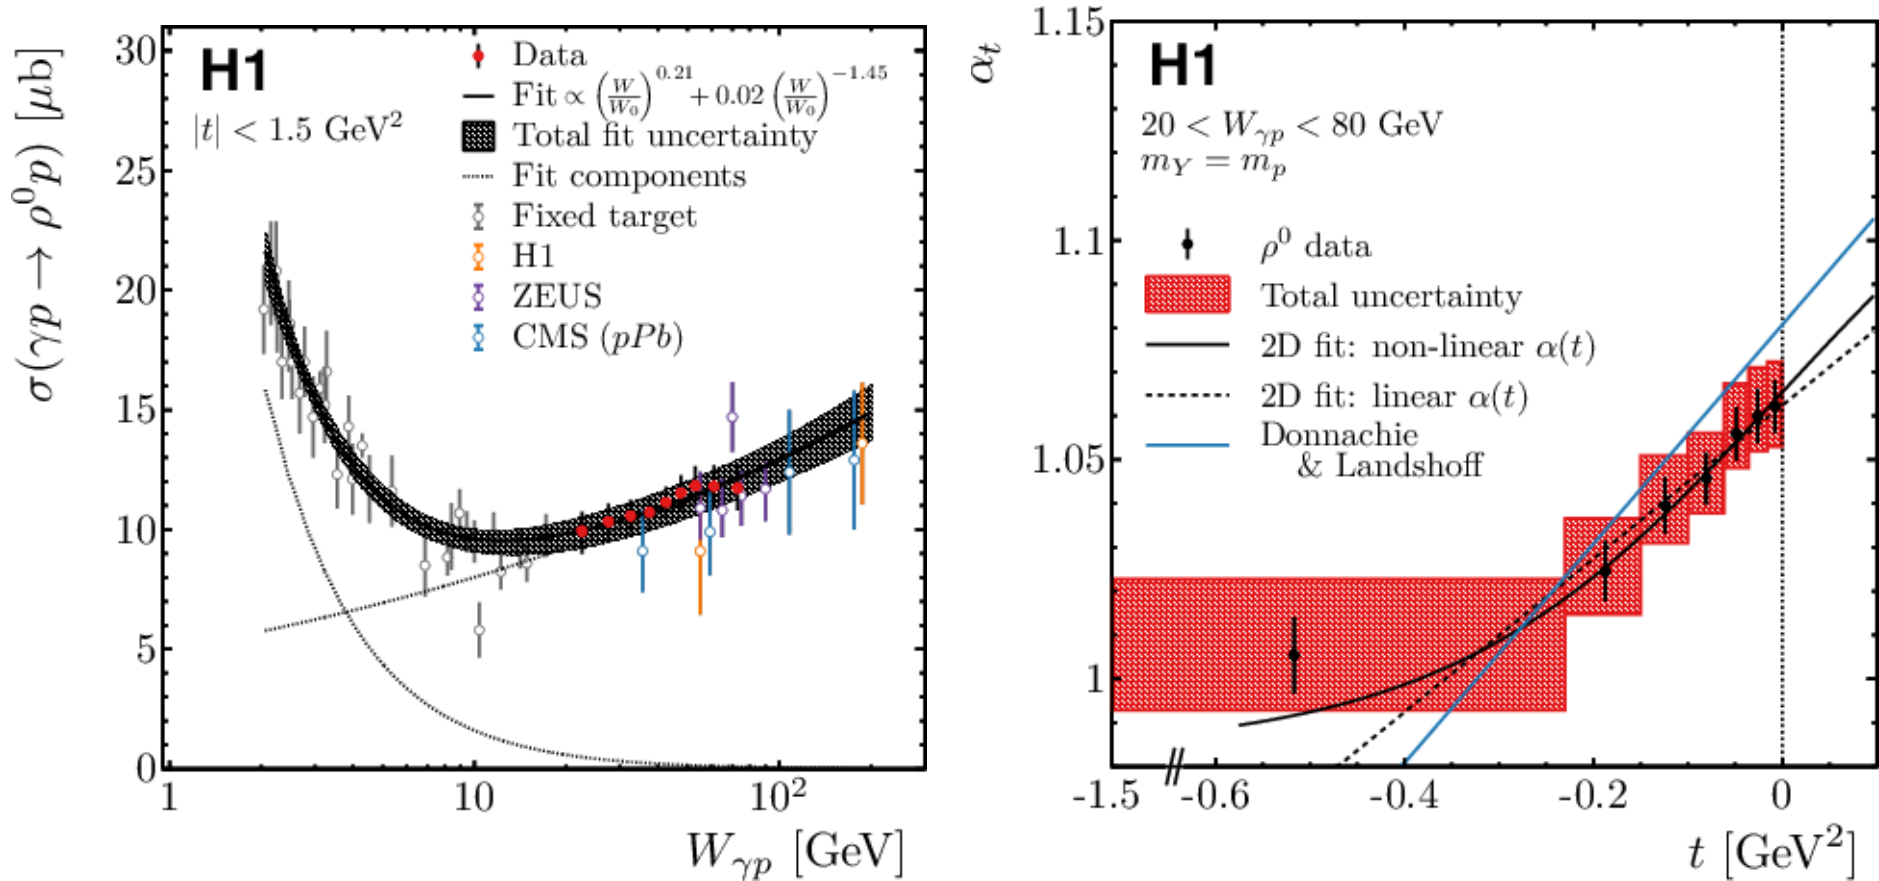 σ(γp → ρ⁰p) [μb]
30
25
20
15
10
5
0
H1
|t| < 1.5 GeV²
Data
Fit ∝ (W/W₀)^0.21 + 0.02 (W/W₀)^−1.45
Total fit uncertainty
Fit components
Fixed target
H1
ZEUS
CMS (pPb)
1 10 10²
W_γp [GeV]
α_t
1.15
1.1
1.05
1
H1
20 < W_γp < 80 GeV
m_Y = m_p
ρ⁰ data
Total uncertainty
2D fit: non-linear α(t)
2D fit: linear α(t)
Donnachie
& Landshoff
-1.5 // -0.6 -0.4 -0.2 0
t [GeV²]